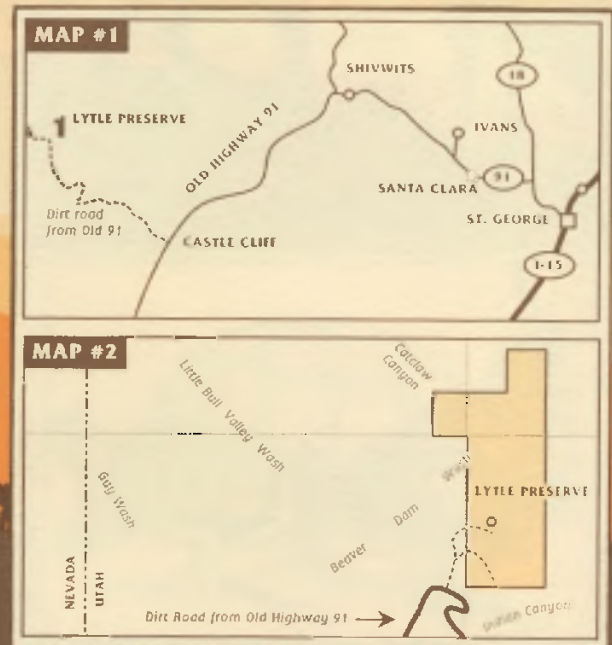 MAP #1
SHIVWITS
18
LYTLE PRESERVE
OLD HIGHWAY 91
IVANS
SANTA CLARA
91
Dirt road
from Old 91
ST. GEORGE
CASTLE CLIFF
I-15
MAP #2
Catclaw
Canyon
Little Bull Valley Wash
Beaver Dam Wash
LYTLE PRESERVE
NEVADA
UTAH
Dirt Road from Old Highway 91
Canyon